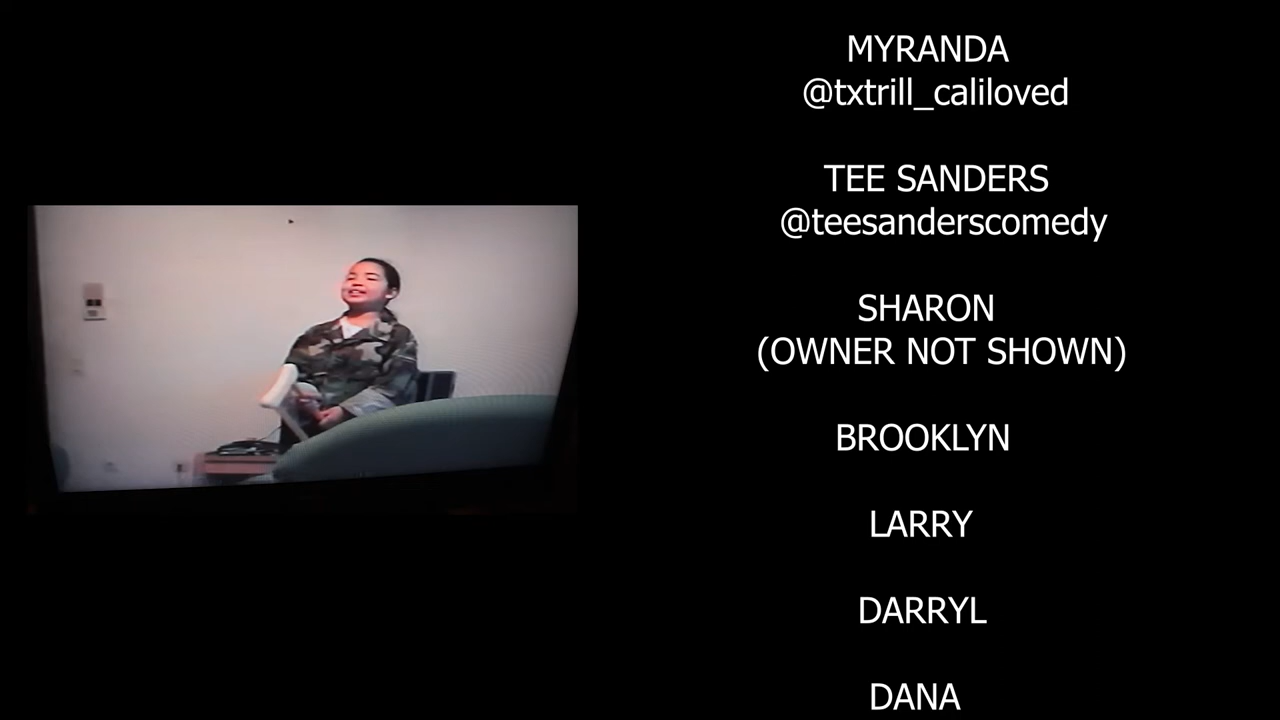 MYRANDA
@txtrill_caliloved
TEE SANDERS
@teesanderscomedy
SHARON
(OWNER NOT SHOWN)
BROOKLYN
LARRY
DARRYL
DANA